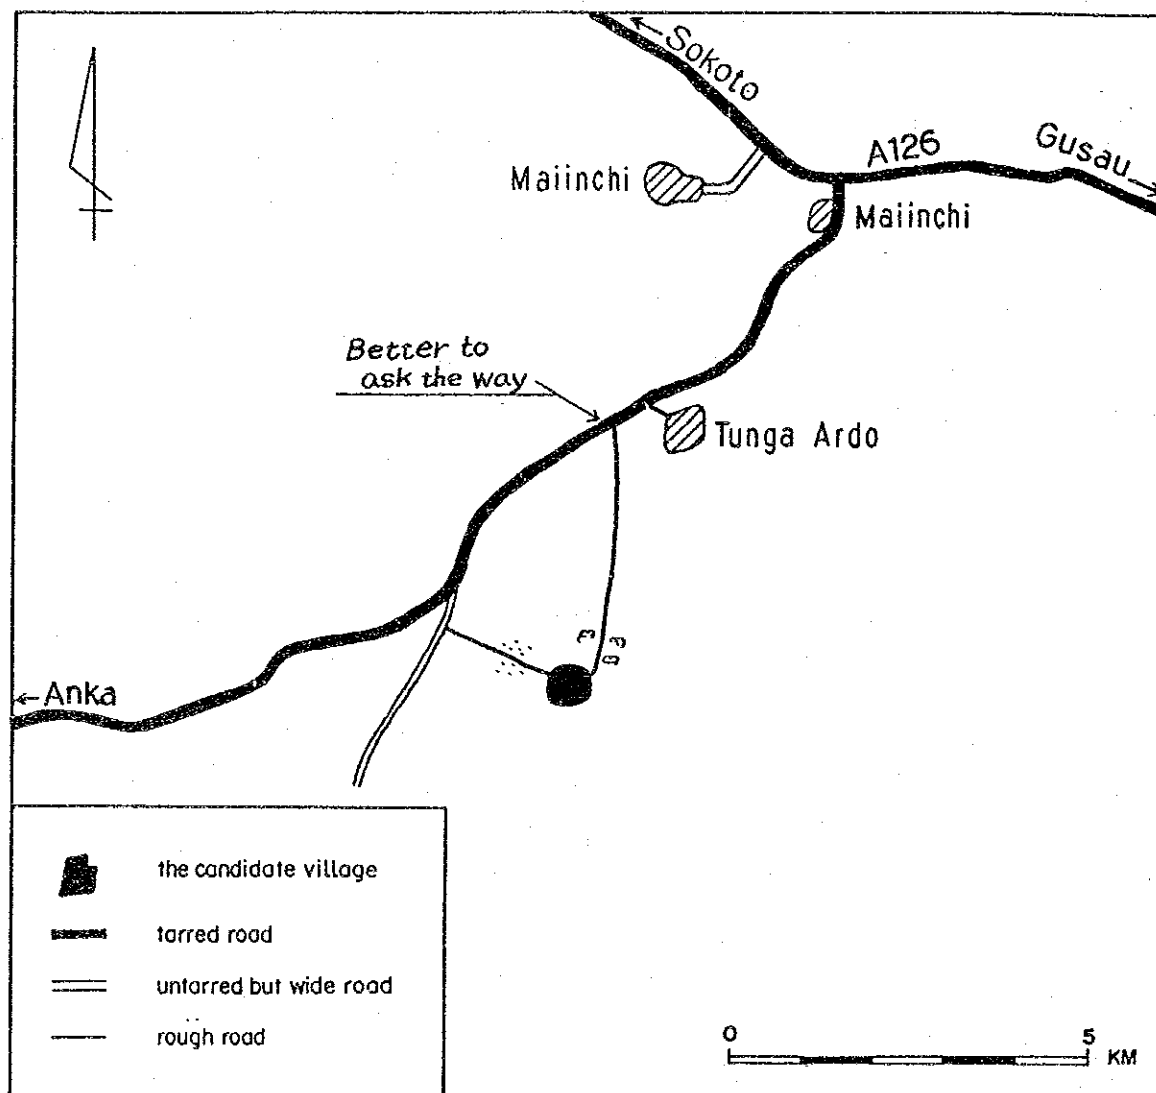 ←Sokoto
A126
Gusau→
Maiinchi
Maiinchi
Better to
ask the way
Tunga Ardo
←Anka
the candidate village
tarred road
untarred but wide road
rough road
0 5
KM